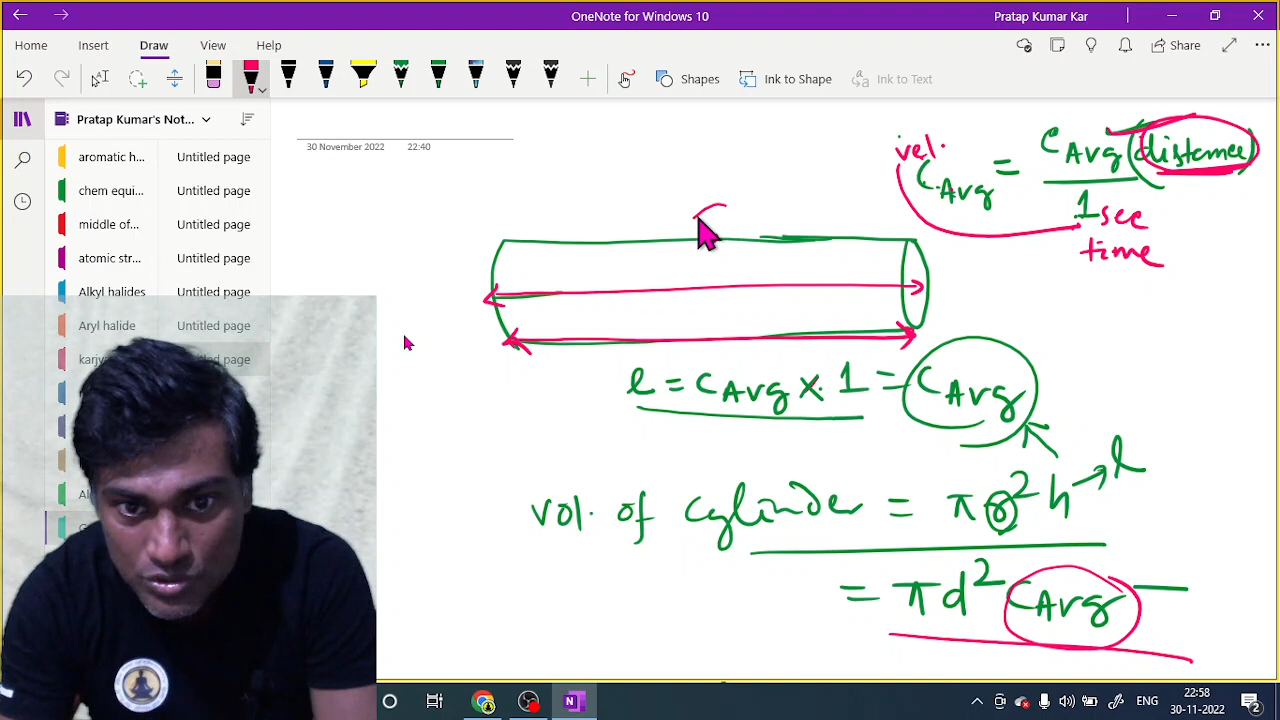 OneNote for Windows 10
Pratap Kumar Kar
Home Insert Draw View Help
Share
Shapes
Ink to Shape
Ink to Text
Pratap Kumar's Not...
aromatic h... Untitled page
chem equi... Untitled page
middle of... Untitled page
atomic str... Untitled page
Alkyl halides Untitled page
Aryl halide Untitled page
30 November 2022 22:40
vel.
CAvg = CAvg (distance) / 1 sec
time
l = CAvg × 1 = CAvg
vol. of cylinder = πσ²h → l
= πd² CAvg
ENG
22:58
30-11-2022
2